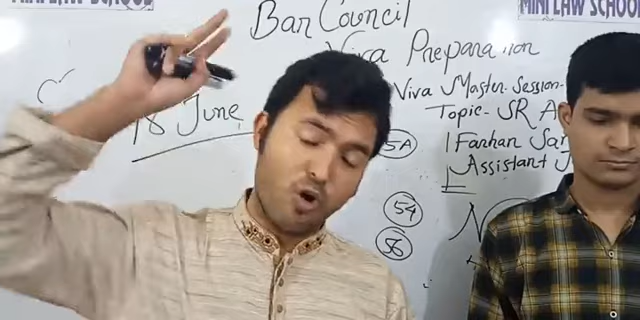 MINI LAW SCHOOL
MINI LAW SCHOOL
Bar Council
Viva Preparation
Viva Master Session-
Topic- SR A
18 June
5A
Farhan
Assistant J
54
56